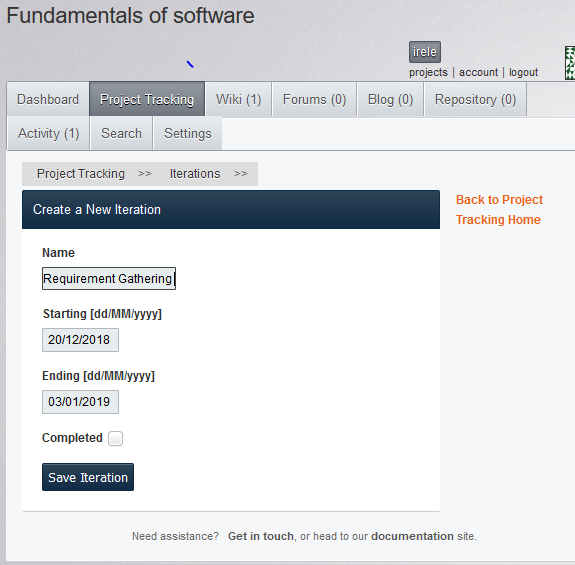 Fundamentals of software
irele
projects | account | logout
Dashboard Project Tracking Wiki (1) Forums (0) Blog (0) Repository (0)
Activity (1) Search Settings
Project Tracking >> Iterations >>
Create a New Iteration
Back to Project
Tracking Home
Name
Requirement Gathering
Starting [dd/MM/yyyy]
20/12/2018
Ending [dd/MM/yyyy]
03/01/2019
Completed
Save Iteration
Need assistance? Get in touch, or head to our documentation site.